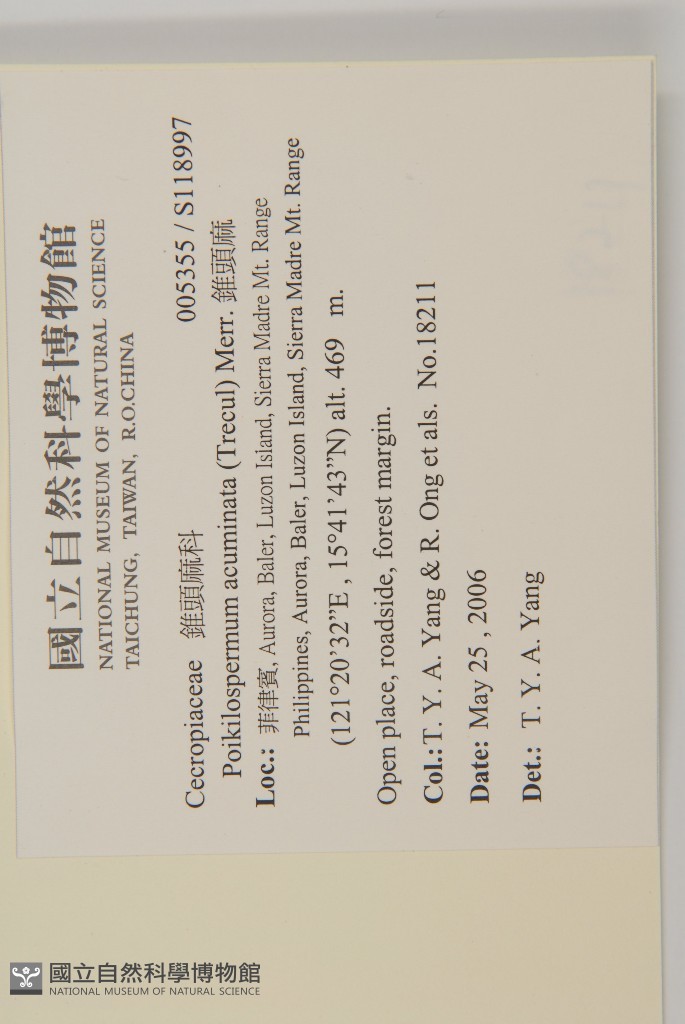 國立自然科學博物館
NATIONAL MUSEUM OF NATURAL SCIENCE
TAICHUNG, TAIWAN, R.O.CHINA
005355 / S118997
Cecropiaceae 錐頭麻科
Poikilospermum acuminata (Trecul) Merr. 錐頭麻
Loc.: 菲律賓, Aurora, Baler, Luzon Island, Sierra Madre Mt. Range
Philippines, Aurora, Baler, Luzon Island, Sierra Madre Mt. Range
(121°20’32”E , 15°41’43”N) alt. 469 m.
Open place, roadside, forest margin.
Col.:T. Y. A. Yang & R. Ong et als. No.18211
Date: May 25 , 2006
Det.: T. Y. A. Yang
國立自然科學博物館
NATIONAL MUSEUM OF NATURAL SCIENCE